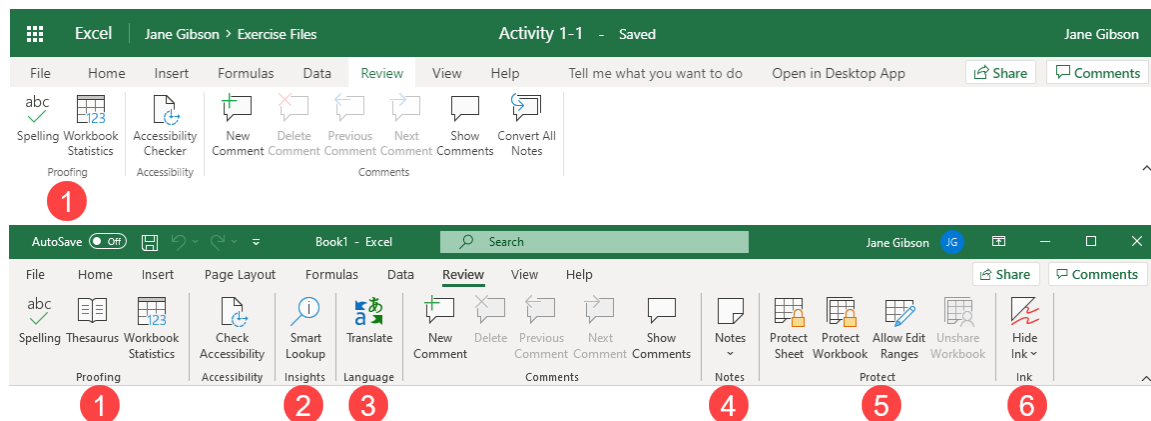 Excel Jane Gibson > Exercise Files Activity 1-1 - Saved Jane Gibson
File Home Insert Formulas Data Review View Help Tell me what you want to do Open in Desktop App Share Comments
abc
123
Spelling Workbook Accessibility New Delete Previous Next Show Convert All
Statistics Checker Comment Comment Comment Comment Comments Notes
Proofing Accessibility Comments
1
AutoSave Off Book1 - Excel Search Jane Gibson JG
File Home Insert Page Layout Formulas Data Review View Help Share Comments
abc あ
123 a
Spelling Thesaurus Workbook Check Smart Translate New Delete Previous Next Show Notes Protect Protect Allow Edit Unshare Hide
Statistics Accessibility Lookup Comment Comment Comment Comments Sheet Workbook Ranges Workbook Ink
Proofing Accessibility Insights Language Comments Notes Protect Ink
1 2 3 4 5 6